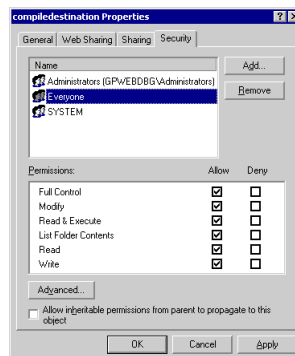 compiledestination Properties
General Web Sharing Sharing Security
Name
Add...
Administrators (GPWEBDBG\Administrators)
Everyone
Remove
SYSTEM
Permissions: Allow Deny
Full Control
Modify
Read & Execute
List Folder Contents
Read
Write
Advanced...
Allow inheritable permissions from parent to propagate to this
object
OK Cancel Apply